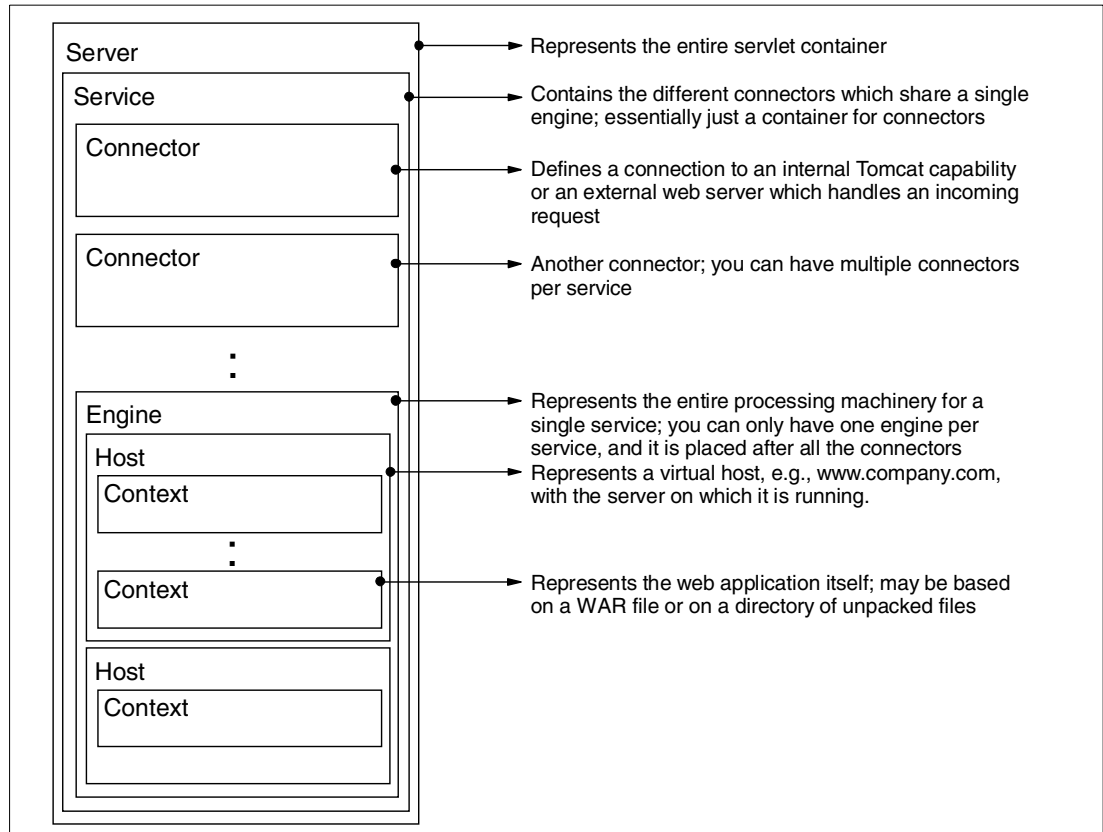 Server
Represents the entire servlet container
Service
Contains the different connectors which share a single
engine; essentially just a container for connectors
Connector
Defines a connection to an internal Tomcat capability
or an external web server which handles an incoming
request
Connector
Another connector; you can have multiple connectors
per service
:
Engine
Represents the entire processing machinery for a
single service; you can only have one engine per
service, and it is placed after all the connectors
Host
Represents a virtual host, e.g., www.company.com,
with the server on which it is running.
Context
:
Context
Represents the web application itself; may be based
on a WAR file or on a directory of unpacked files
Host
Context